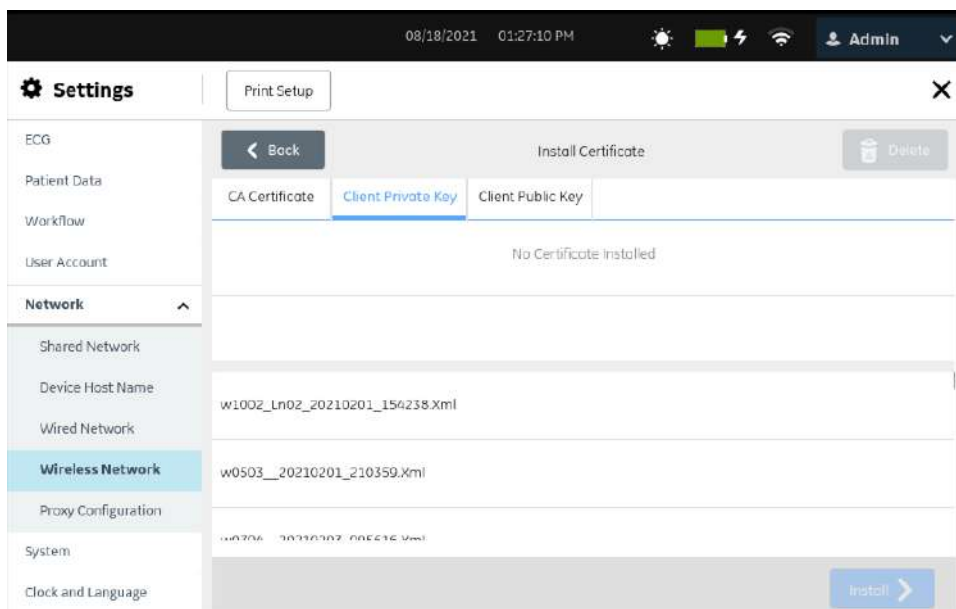 08/18/2021 01:27:10 PM Admin
Settings Print Setup
ECG
Patient Data
Workflow
User Account
Network
Shared Network
Device Host Name
Wired Network
Wireless Network
Proxy Configuration
System
Clock and Language
Back Install Certificate Delete
CA Certificate Client Private Key Client Public Key
No Certificate Installed
w1002_Ln02_20210201_154238.Xml
w0503__20210201_210359.Xml
Install